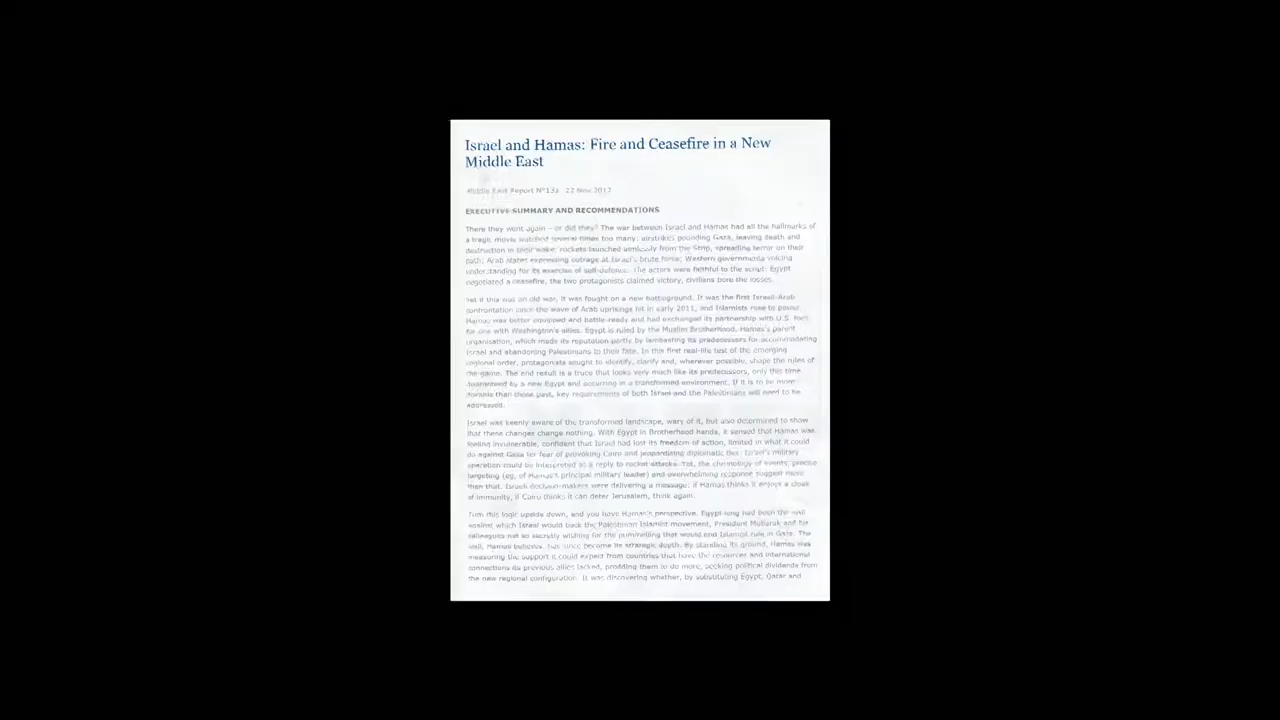 Israel and Hamas: Fire and Ceasefire in a New
Middle East
Middle East Report N°133 22 Nov 2012
EXECUTIVE SUMMARY AND RECOMMENDATIONS
There they went again – or did they? The war between Israel and Hamas had all the hallmarks of
a tragic movie watched several times too many: airstrikes pounding Gaza, leaving death and
destruction in their wake; rockets launched aimlessly from the Strip, spreading terror on their
path; Arab states expressing outrage at Israel's brute force; Western governments voicing
understanding for its exercise of self-defence. The actors were faithful to the script: Egypt
negotiated a ceasefire, the two protagonists claimed victory, civilians bore the losses.
Yet if this was an old war, it was fought on a new battleground. It was the first Israeli-Arab
confrontation since the wave of Arab uprisings hit in early 2011, and Islamists rose to power.
Hamas was better equipped and battle-ready and had exchanged its partnership with U.S. foes
for one with Washington's allies. Egypt is ruled by the Muslim Brotherhood, Hamas's parent
organisation, which made its reputation partly by lambasting its predecessors for accommodating
Israel and abandoning Palestinians to their fate. In this first real-life test of the emerging
regional order, protagonists sought to identify, clarify and, wherever possible, shape the rules of
the game. The end result is a truce that looks very much like its predecessors, only this time
guaranteed by a new Egypt and occurring in a transformed environment. If it is to be more
durable than those past, key requirements of both Israel and the Palestinians will need to be
addressed.
Israel was keenly aware of the transformed landscape, wary of it, but also determined to show
that these changes change nothing. With Egypt in Brotherhood hands, it sensed that Hamas was
feeling invulnerable, confident that Israel had lost its freedom of action, limited in what it could
do against Gaza for fear of provoking Cairo and jeopardising diplomatic ties. Israel's military
operation could be interpreted as a reply to rocket attacks. Yet, the chronology of events, precise
targeting (eg, of Hamas's principal military leader) and overwhelming response suggest more
than that. Israeli decision-makers were delivering a message: if Hamas thinks it enjoys a cloak
of immunity, if Cairo thinks it can deter Jerusalem, think again.
Turn this logic upside down, and you have Hamas's perspective. Egypt long had been the wall
against which Israel would back the Palestinian Islamist movement, President Mubarak and his
colleagues not so secretly wishing for the pummelling that would end Islamist rule in Gaza. The
wall, Hamas believes, has since become its strategic depth. By standing its ground, Hamas was
measuring the support it could expect from countries that have the resources and international
connections its previous allies lacked, prodding them to do more, seeking political dividends from
the new regional configuration. It was discovering whether, by substituting Egypt, Qatar and